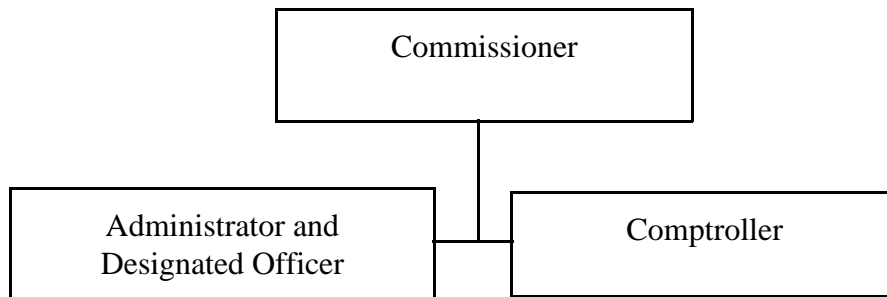 Commissioner
Administrator and
Designated Officer
Comptroller